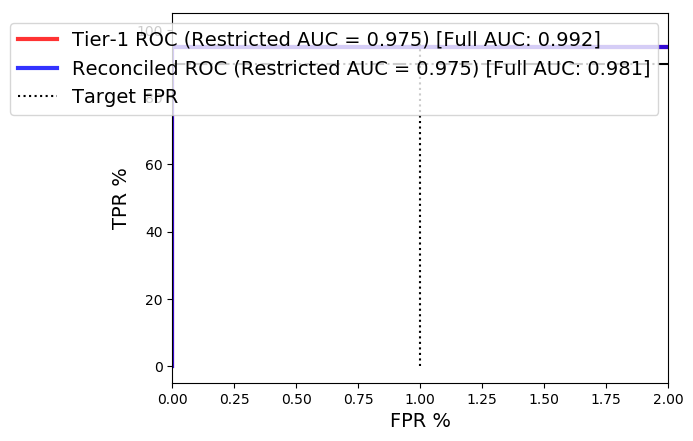 100
Tier-1 ROC (Restricted AUC = 0.975) [Full AUC: 0.992]
Reconciled ROC (Restricted AUC = 0.975) [Full AUC: 0.981]
80
Target FPR
60
40
20
0
TPR %
0.00 0.25 0.50 0.75 1.00 1.25 1.50 1.75 2.00
FPR %